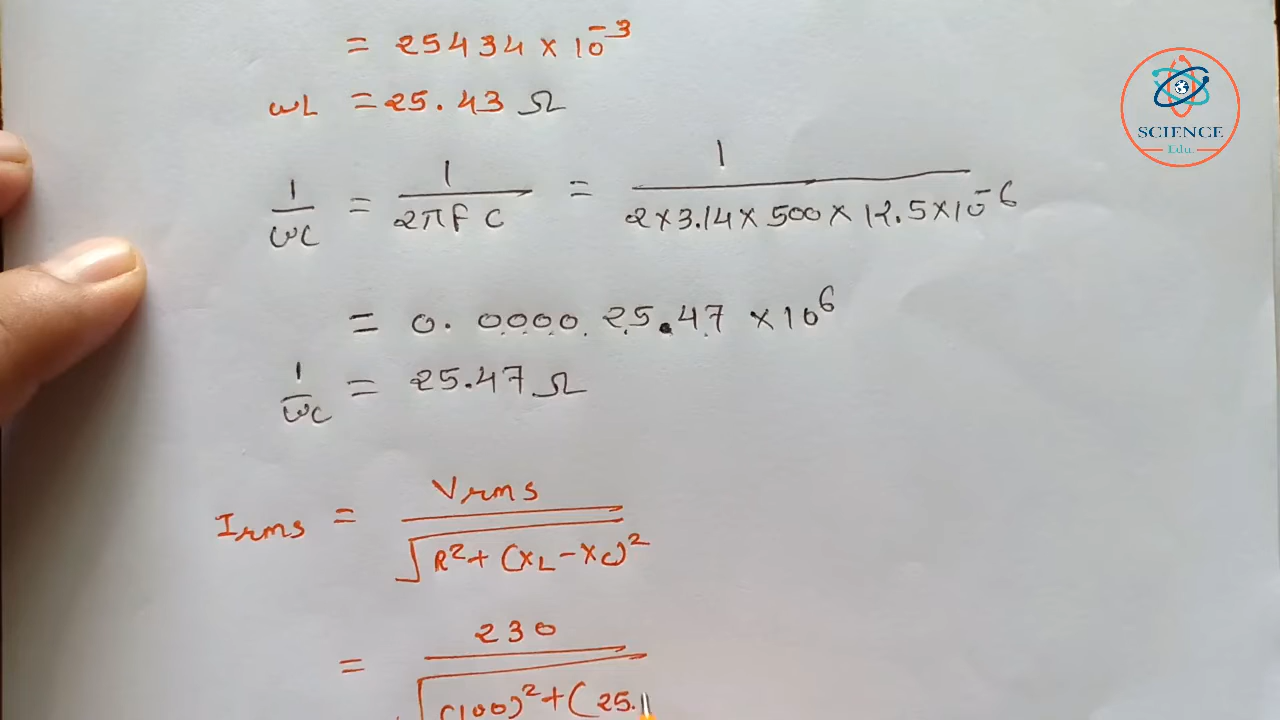 = 25434 × 10⁻³
ωL = 25.43 Ω
SCIENCE
Edu.
1/ωC = 1/2πFC = 1/2×3.14×500×12.5×10⁻⁶
= 0.000025.47 ×10⁶
1/ωC = 25.47 Ω
Irms = Vrms/√R²+(XL-XC)²
= 230/√(100)²+(25.